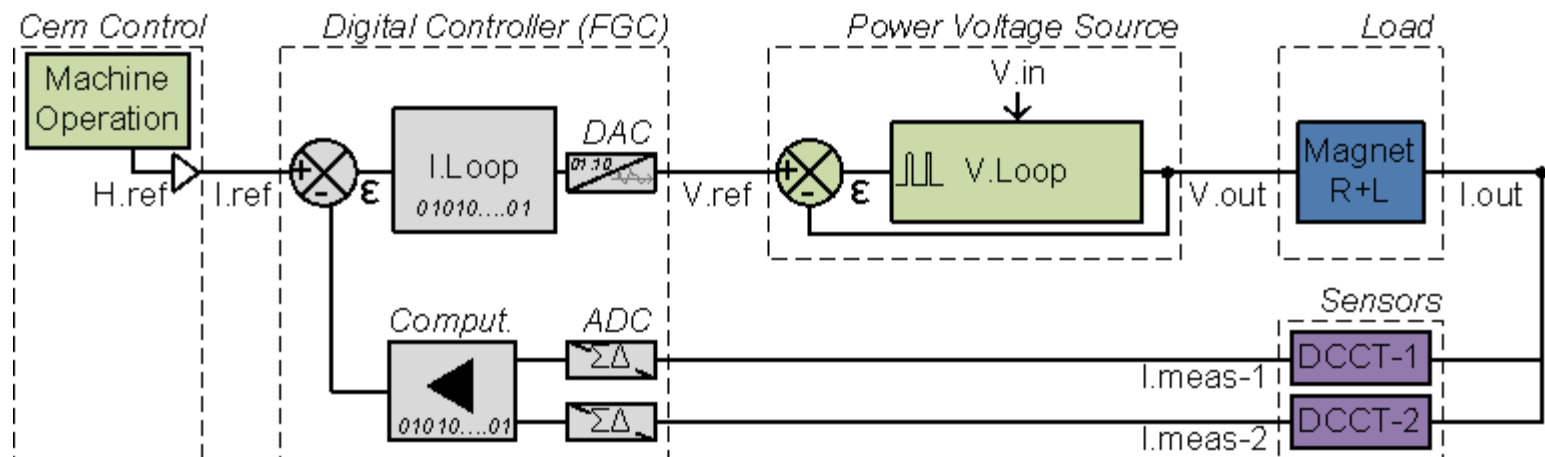 Cern Control
Digital Controller (FGC)
Power Voltage Source
Load
Machine
Operation
H.ref
I.ref
+
-
ε
I.Loop
01010....01
DAC
01.10
V.ref
+
-
ε
V.in
V.Loop
V.out
Magnet
R+L
I.out
Comput.
01010....01
ADC
ΣΔ
ΣΔ
Sensors
DCCT-1
I.meas-1
DCCT-2
I.meas-2